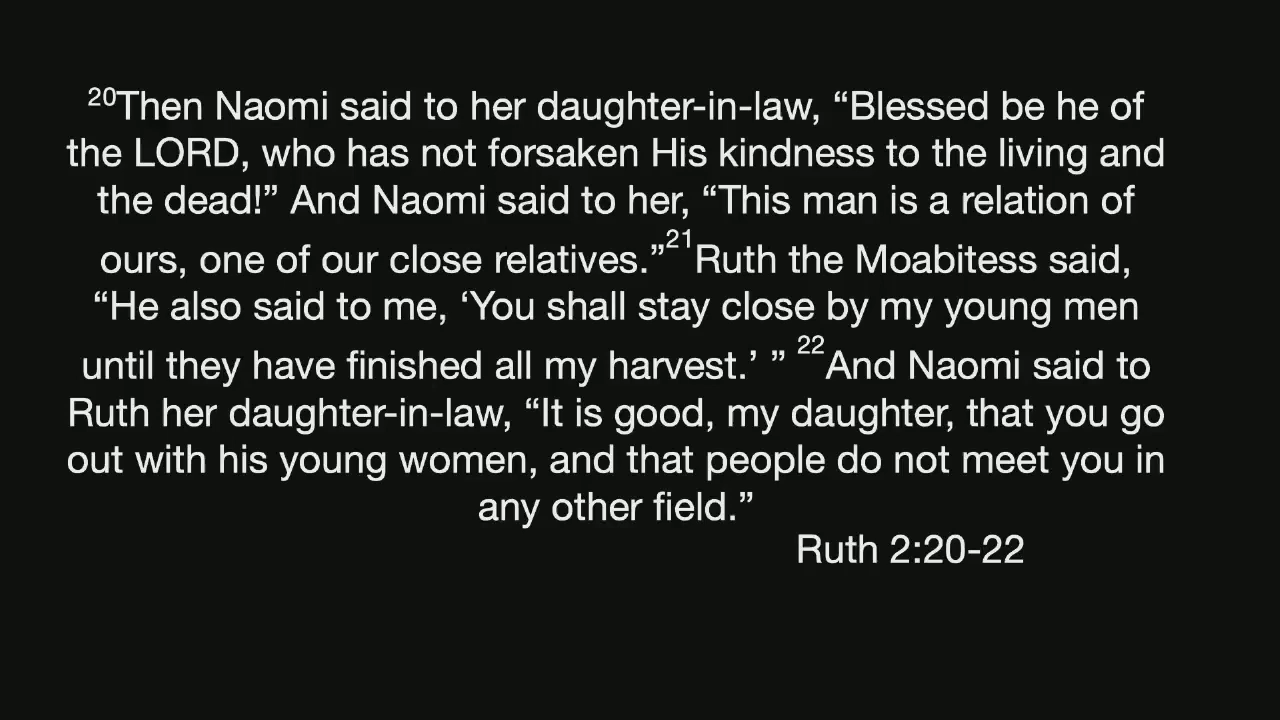 20Then Naomi said to her daughter-in-law, “Blessed be he of
the LORD, who has not forsaken His kindness to the living and
the dead!” And Naomi said to her, “This man is a relation of
ours, one of our close relatives.”21Ruth the Moabitess said,
“He also said to me, ‘You shall stay close by my young men
until they have finished all my harvest.’ ” 22And Naomi said to
Ruth her daughter-in-law, “It is good, my daughter, that you go
out with his young women, and that people do not meet you in
any other field.”
Ruth 2:20-22